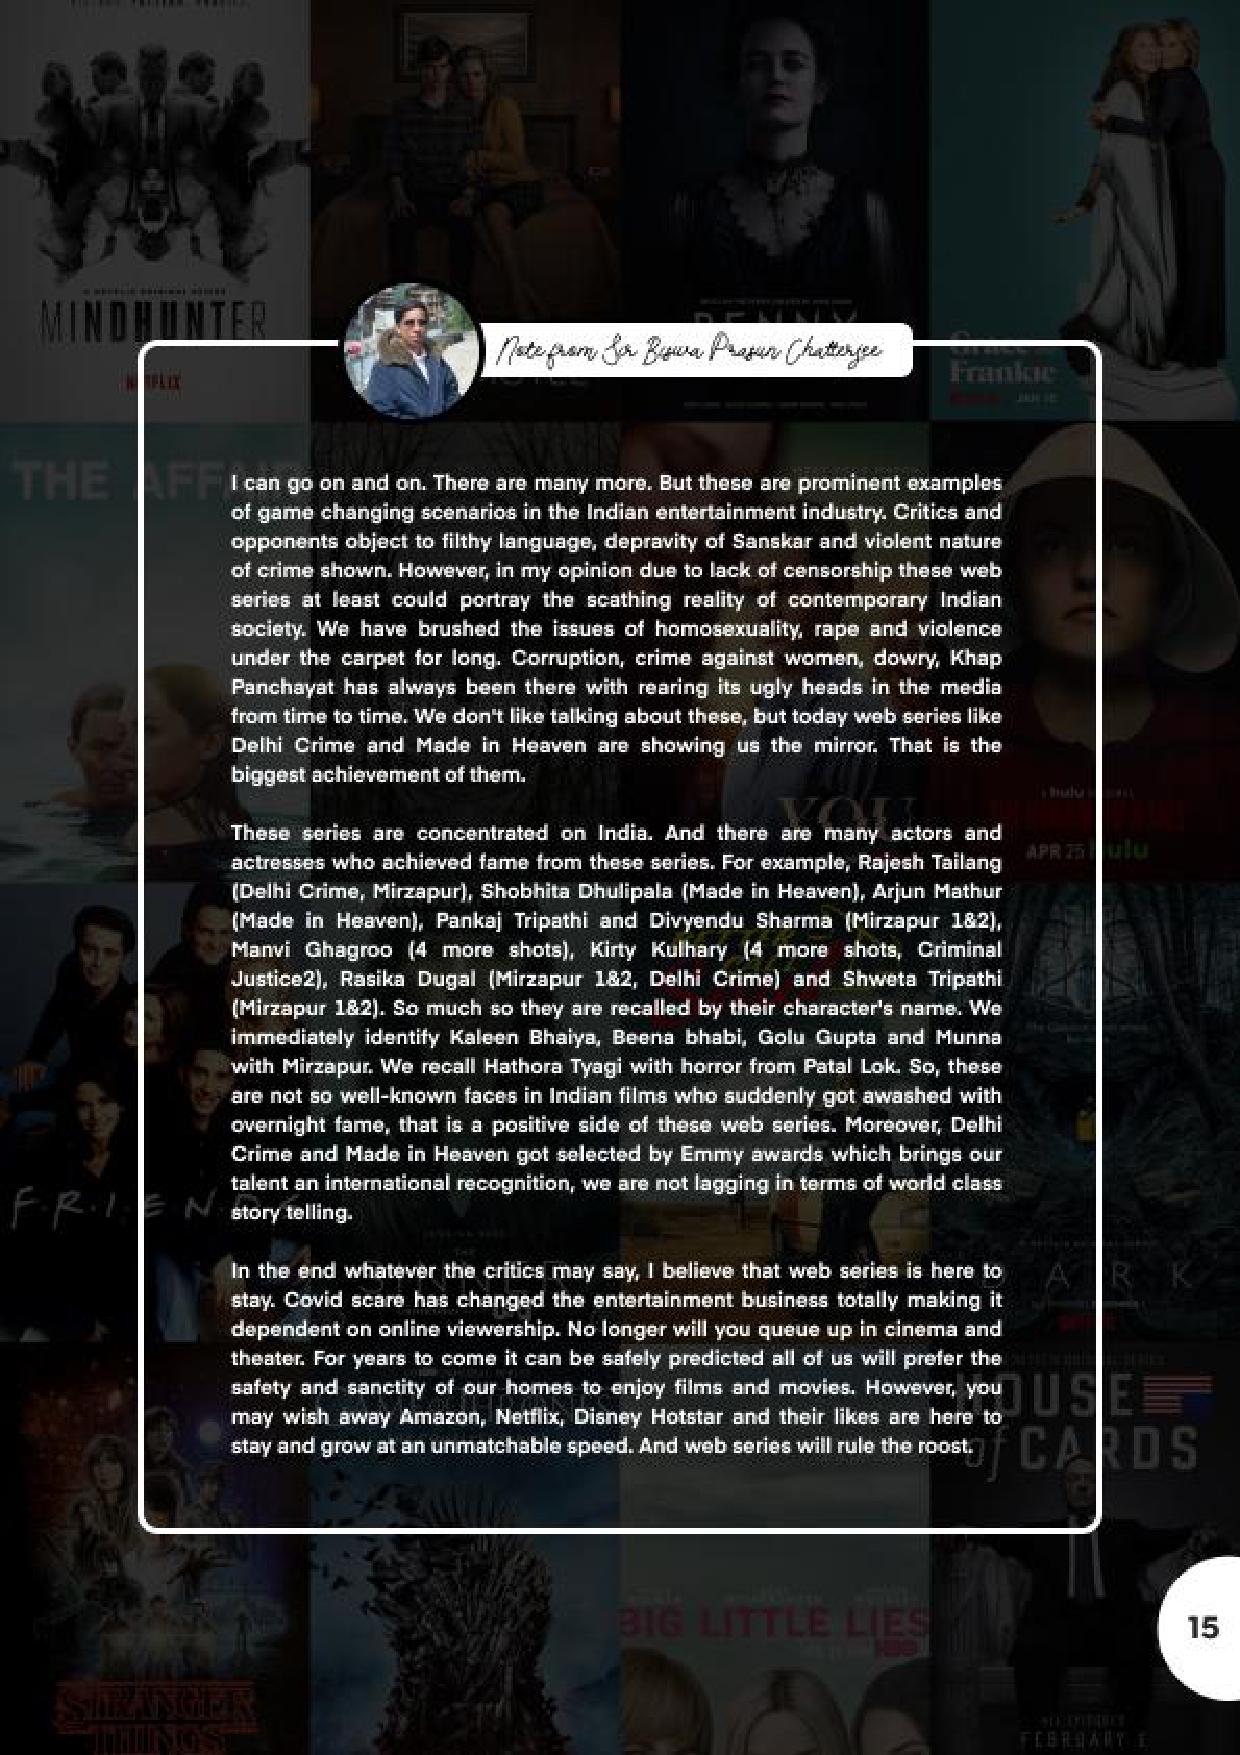 MINDHUNTER
NETFLIX
PENNY
Grace
Frankie
Note from Sir Biswa Prasun Chatterjee
THE AFFAI
I can go on and on. There are many more. But these are prominent examples
of game changing scenarios in the Indian entertainment industry. Critics and
opponents object to filthy language, depravity of Sanskar and violent nature
of crime shown. However, in my opinion due to lack of censorship these web
series at least could portray the scathing reality of contemporary Indian
society. We have brushed the issues of homosexuality, rape and violence
under the carpet for long. Corruption, crime against women, dowry, Khap
Panchayat has always been there with rearing its ugly heads in the media
from time to time. We don't like talking about these, but today web series like
Delhi Crime and Made in Heaven are showing us the mirror. That is the
biggest achievement of them.
YOU
hulu
APR 25 hulu
These series are concentrated on India. And there are many actors and
actresses who achieved fame from these series. For example, Rajesh Tailang
(Delhi Crime, Mirzapur), Shobhita Dhulipala (Made in Heaven), Arjun Mathur
(Made in Heaven), Pankaj Tripathi and Divyendu Sharma (Mirzapur 1&2),
Manvi Ghagroo (4 more shots), Kirty Kulhary (4 more shots, Criminal
Justice2), Rasika Dugal (Mirzapur 1&2, Delhi Crime) and Shweta Tripathi
(Mirzapur 1&2). So much so they are recalled by their character's name. We
immediately identify Kaleen Bhaiya, Beena bhabi, Golu Gupta and Munna
with Mirzapur. We recall Hathora Tyagi with horror from Patal Lok. So, these
are not so well-known faces in Indian films who suddenly got awashed with
overnight fame, that is a positive side of these web series. Moreover, Delhi
Crime and Made in Heaven got selected by Emmy awards which brings our
talent an international recognition, we are not lagging in terms of world class
story telling.
F·R·I·E·N
In the end whatever the critics may say, I believe that web series is here to
stay. Covid scare has changed the entertainment business totally making it
dependent on online viewership. No longer will you queue up in cinema and
theater. For years to come it can be safely predicted all of us will prefer the
safety and sanctity of our homes to enjoy films and movies. However, you
may wish away Amazon, Netflix, Disney Hotstar and their likes are here to
stay and grow at an unmatchable speed. And web series will rule the roost.
A R K
HOUSE
of CARDS
BIG LITTLE LIES
HBO
15
STRANGER
THINGS
FEBRUARY